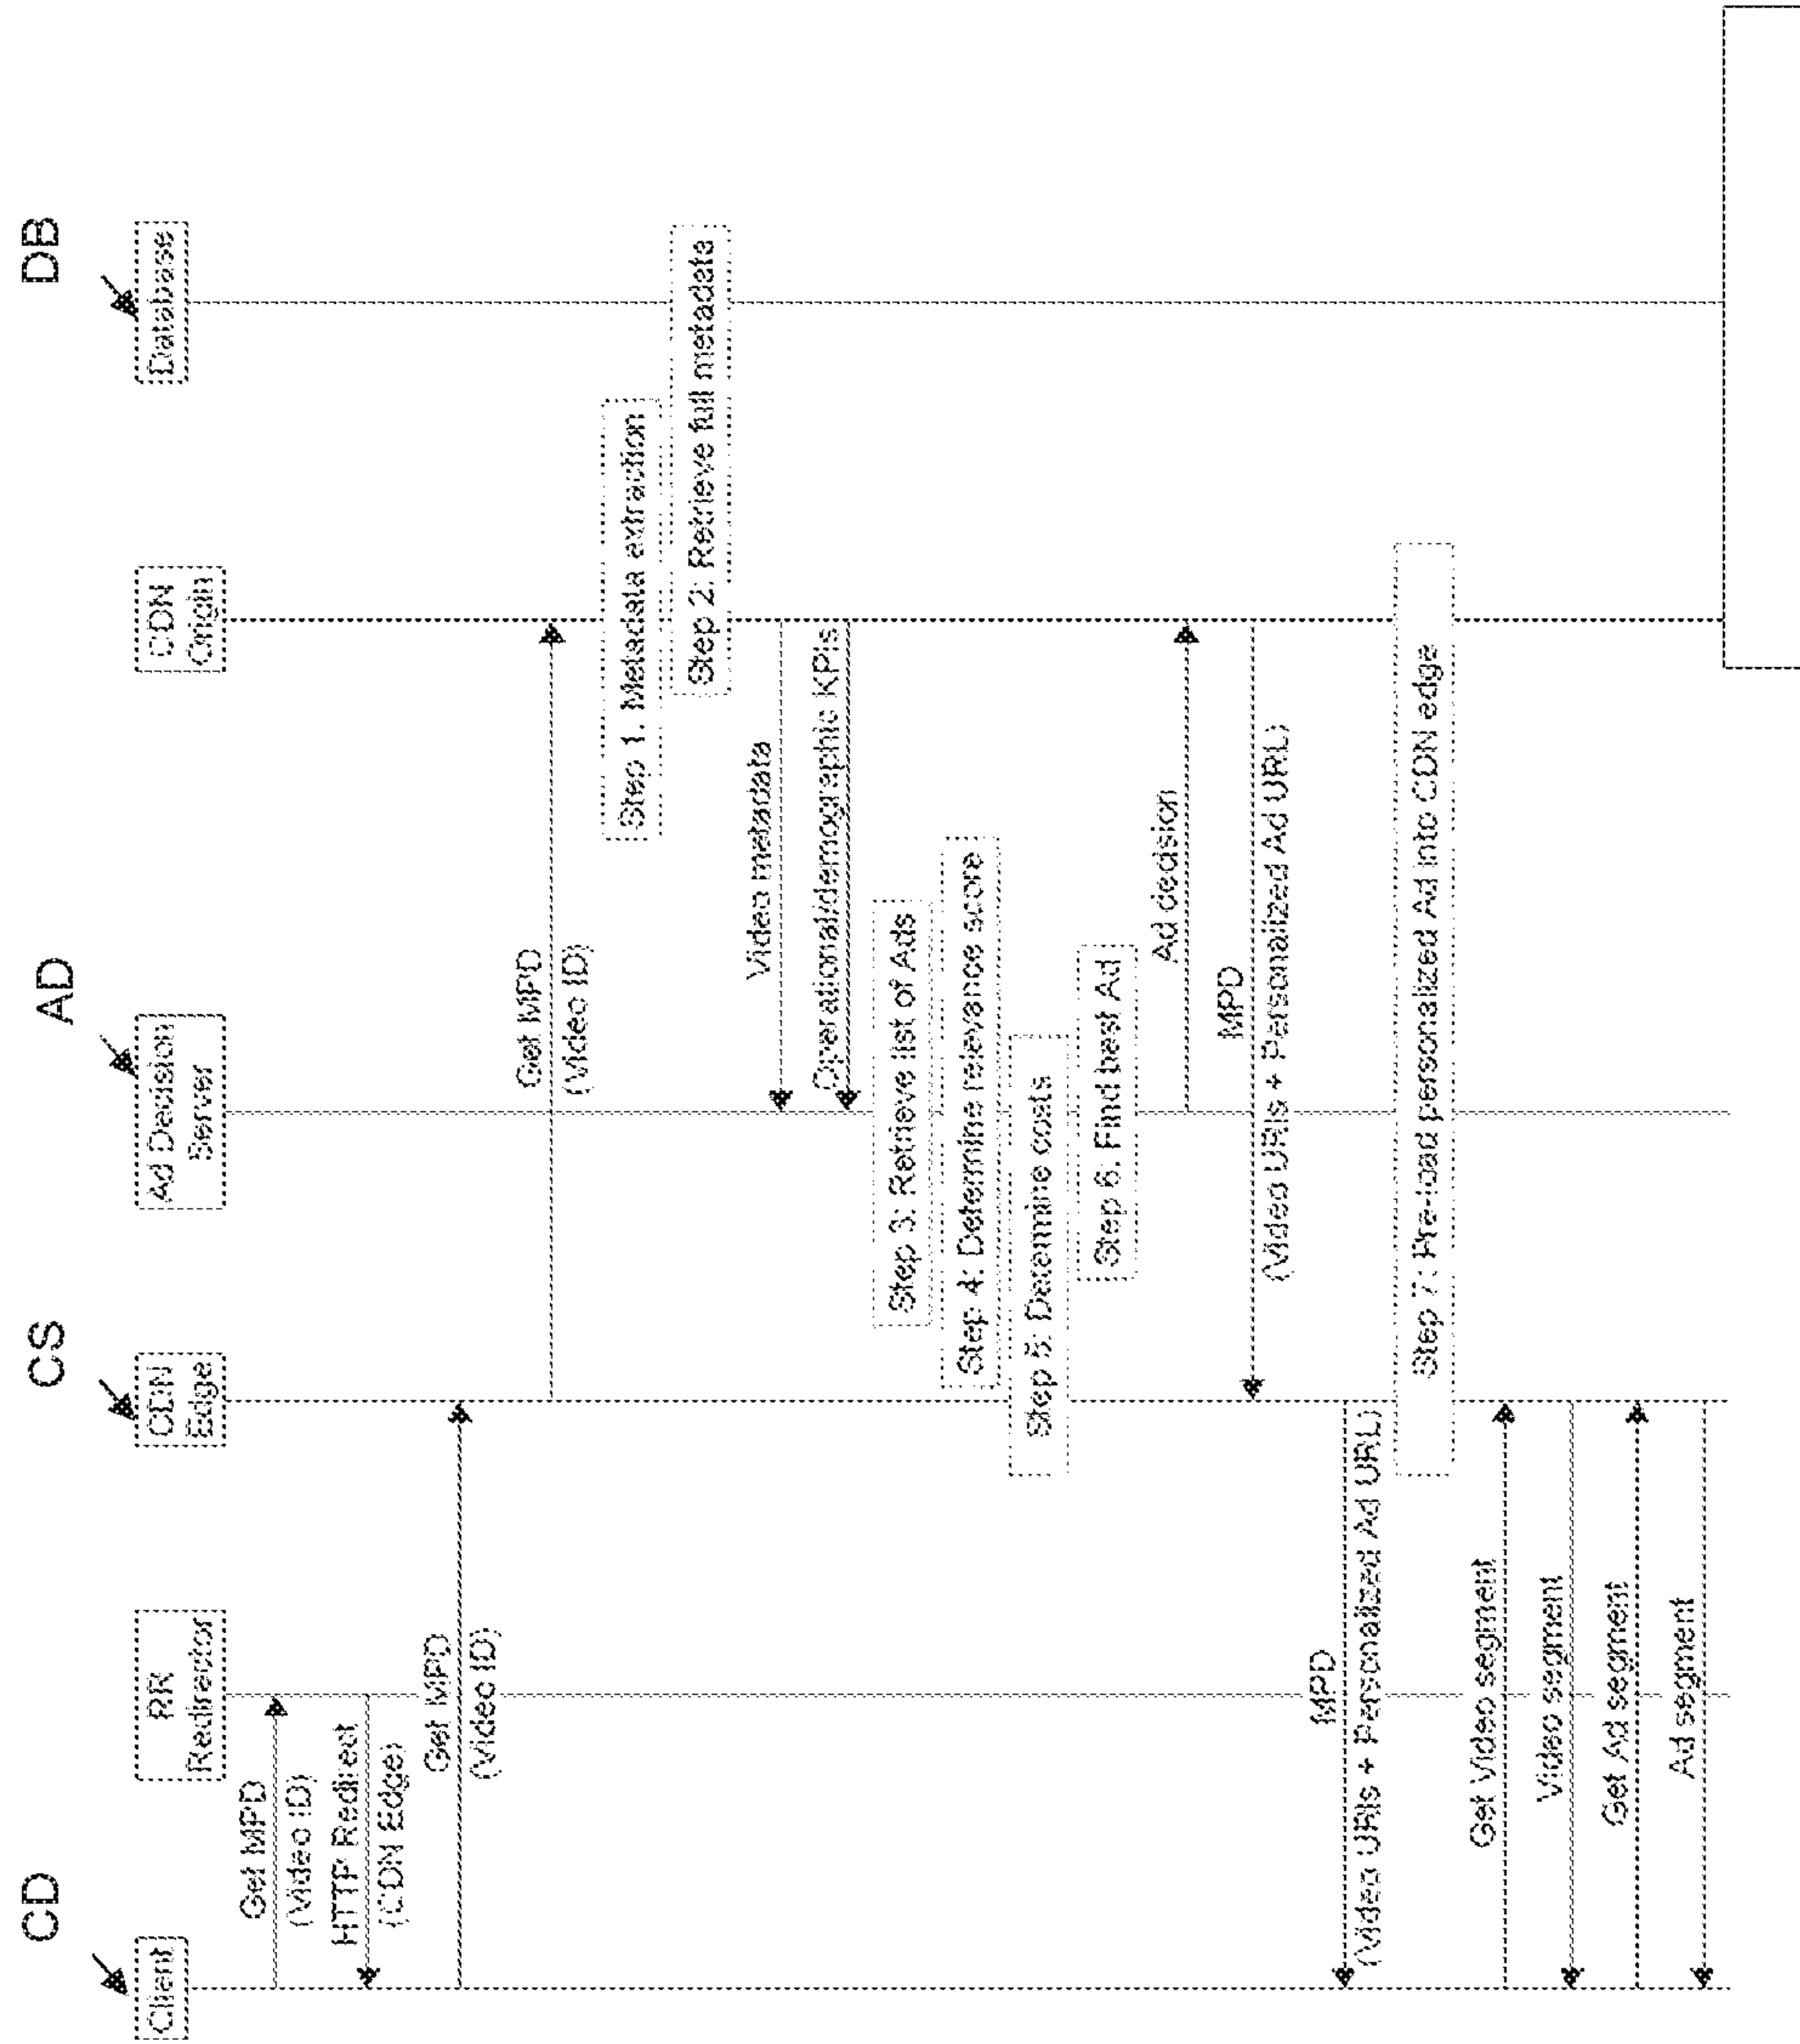 CD
CS
AD
DB
Client
RR
Redirector
CDN
Edge
Ad Decision
Server
CDN
Origin
Database
Get MPD
(Video ID)
HTTP Redirect
(CDN Edge)
Get MPD
(Video ID)
Get MPD
(Video ID)
Step 1. Metadata extraction
Step 2: Retrieve full metadata
Video metadata
Operational/demographic KPIs
Step 3: Retrieve list of Ads
Step 4: Determine relevance score
Step 5: Determine costs
Step 6. Find best Ad
Ad decision
MPD
(Video URIs + Personalized Ad URL)
MPD
(Video URIs + Personalized Ad URL)
Step 7: Pre-load personalized Ad into CDN edge
Get Video segment
Video segment
Get Ad segment
Ad segment